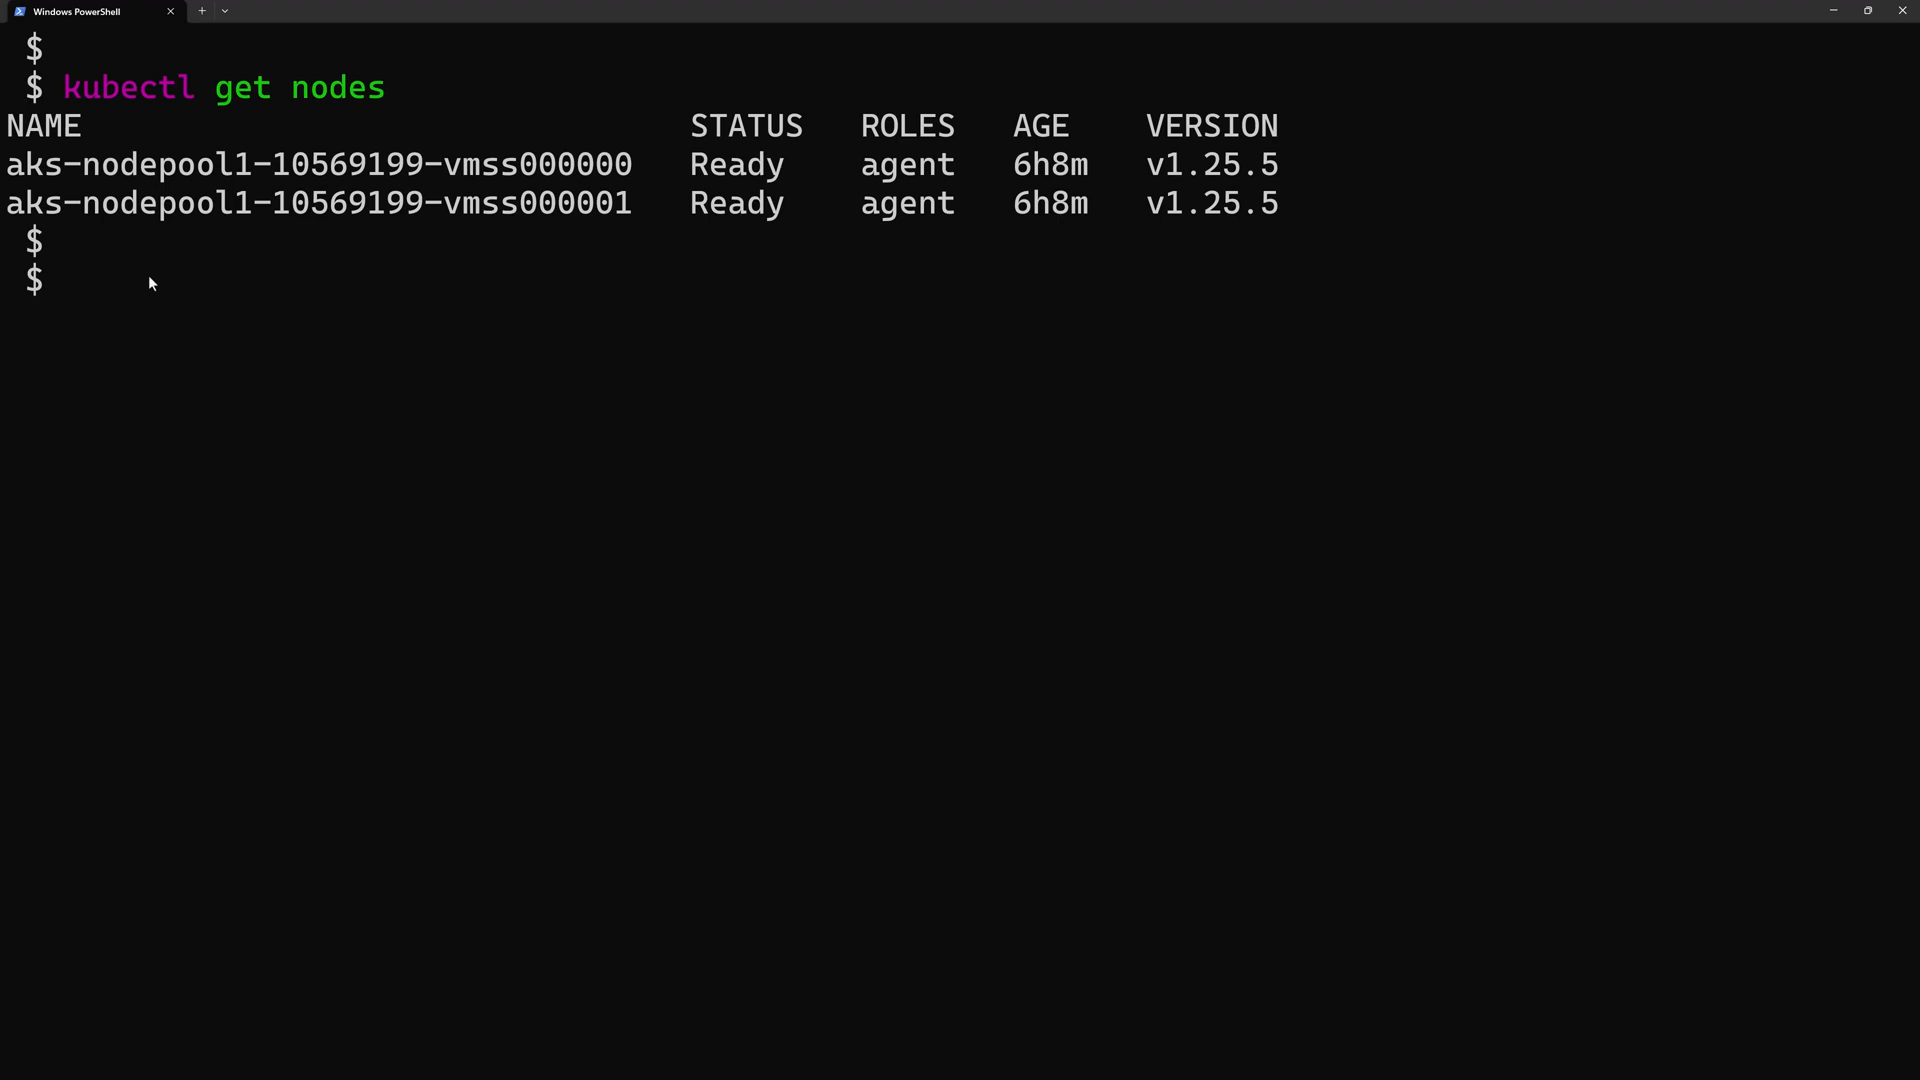 Windows PowerShell
$
$ kubectl get nodes
NAME STATUS ROLES AGE VERSION
aks-nodepool1-10569199-vmss000000 Ready agent 6h8m v1.25.5
aks-nodepool1-10569199-vmss000001 Ready agent 6h8m v1.25.5
$
$